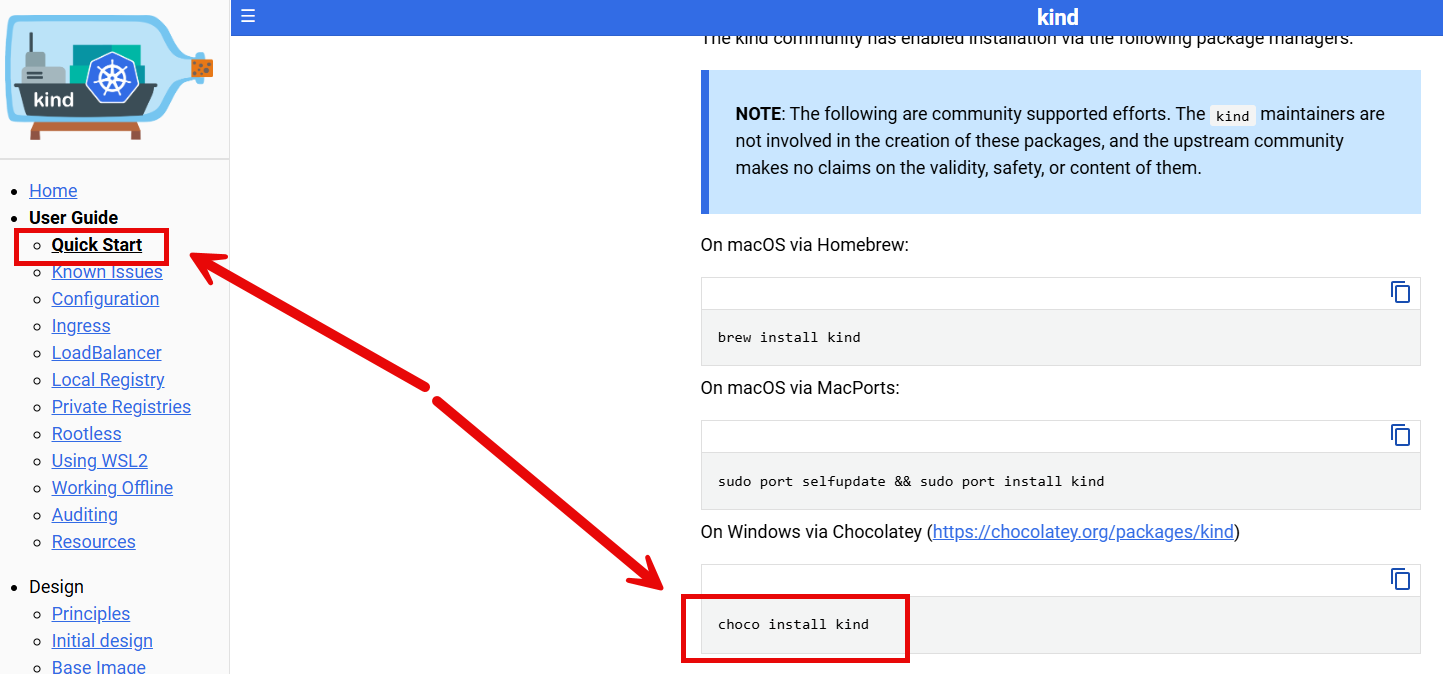 kind
Home
User Guide
Quick Start
Known Issues
Configuration
Ingress
LoadBalancer
Local Registry
Private Registries
Rootless
Using WSL2
Working Offline
Auditing
Resources
Design
Principles
Initial design
Base Image
☰
kind
The kind community has enabled installation via the following package managers.
NOTE: The following are community supported efforts. The kind maintainers are
not involved in the creation of these packages, and the upstream community
makes no claims on the validity, safety, or content of them.
On macOS via Homebrew:
brew install kind
On macOS via MacPorts:
sudo port selfupdate && sudo port install kind
On Windows via Chocolatey (https://chocolatey.org/packages/kind)
choco install kind